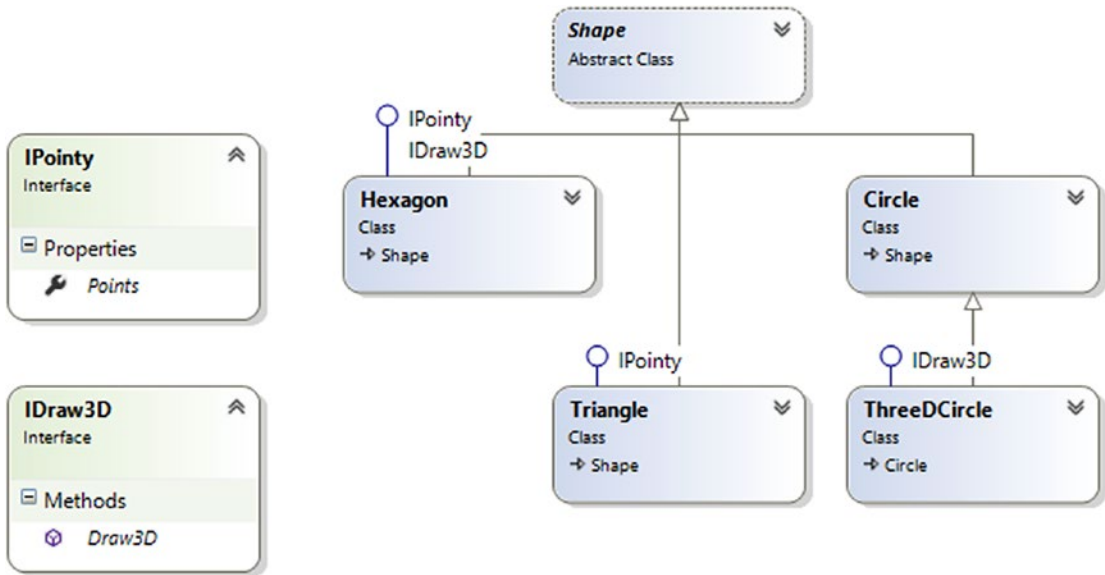 Shape
Abstract Class
IPointy
IDraw3D
IPointy
Interface
Properties
Points
Hexagon
Class
Shape
Circle
Class
Shape
IPointy
IDraw3D
IDraw3D
Interface
Methods
Draw3D
Triangle
Class
Shape
ThreeDCircle
Class
Circle